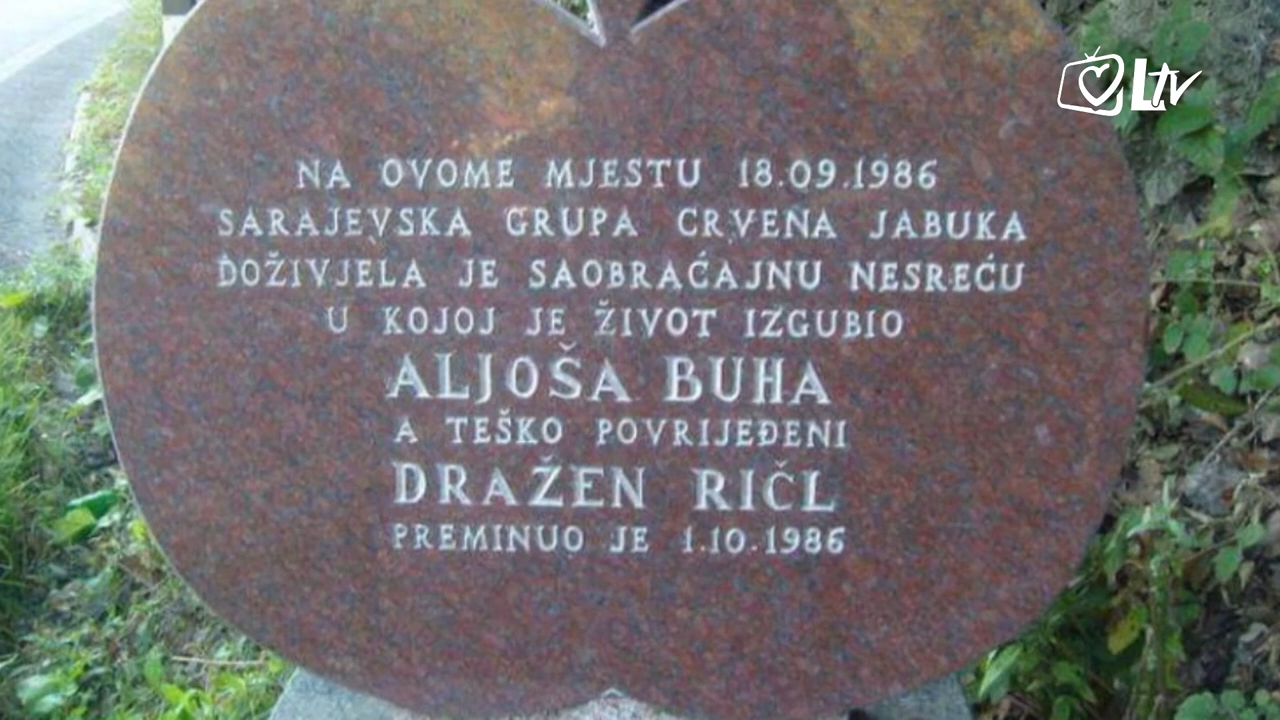 LTV
NA OVOME MJESTU 18.09.1986
SARAJEVSKA GRUPA CRVENA JABUKA
DOŽIVJELA JE SAOBRAĆAJNU NESREĆU
U KOJOJ JE ŽIVOT IZGUBIO
ALJOŠA BUHA
A TEŠKO POVRIJEĐENI
DRAŽEN RIČL
PREMINUO JE 1.10.1986